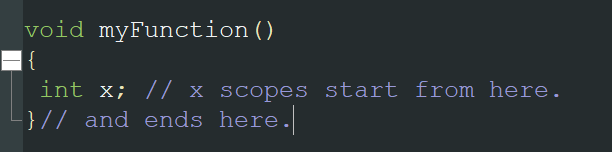 void myFunction()
{
int x; // x scopes start from here.
}// and ends here.